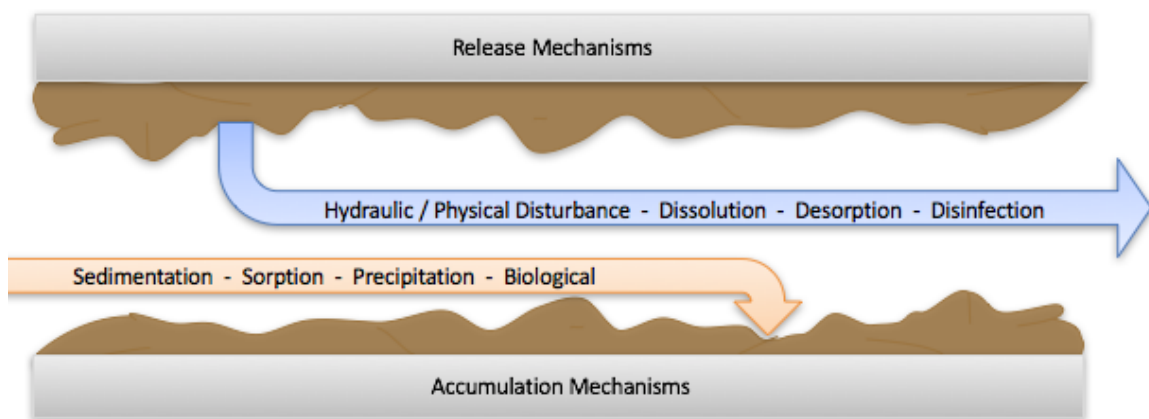 Release Mechanisms
Hydraulic / Physical Disturbance - Dissolution - Desorption - Disinfection
Sedimentation - Sorption - Precipitation - Biological
Accumulation Mechanisms